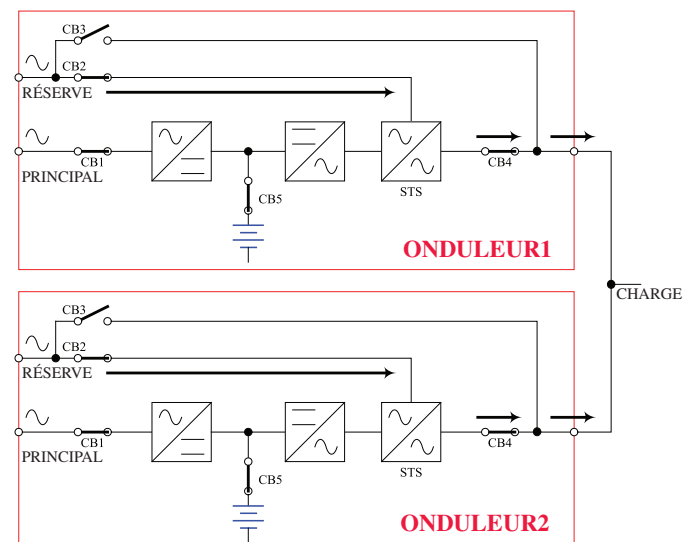 CB3
CB2
RÉSERVE
CB1
PRINCIPAL
CB5
STS
CB4
ONDULEUR1
CHARGE
CB3
CB2
RÉSERVE
CB1
PRINCIPAL
CB5
STS
CB4
ONDULEUR2